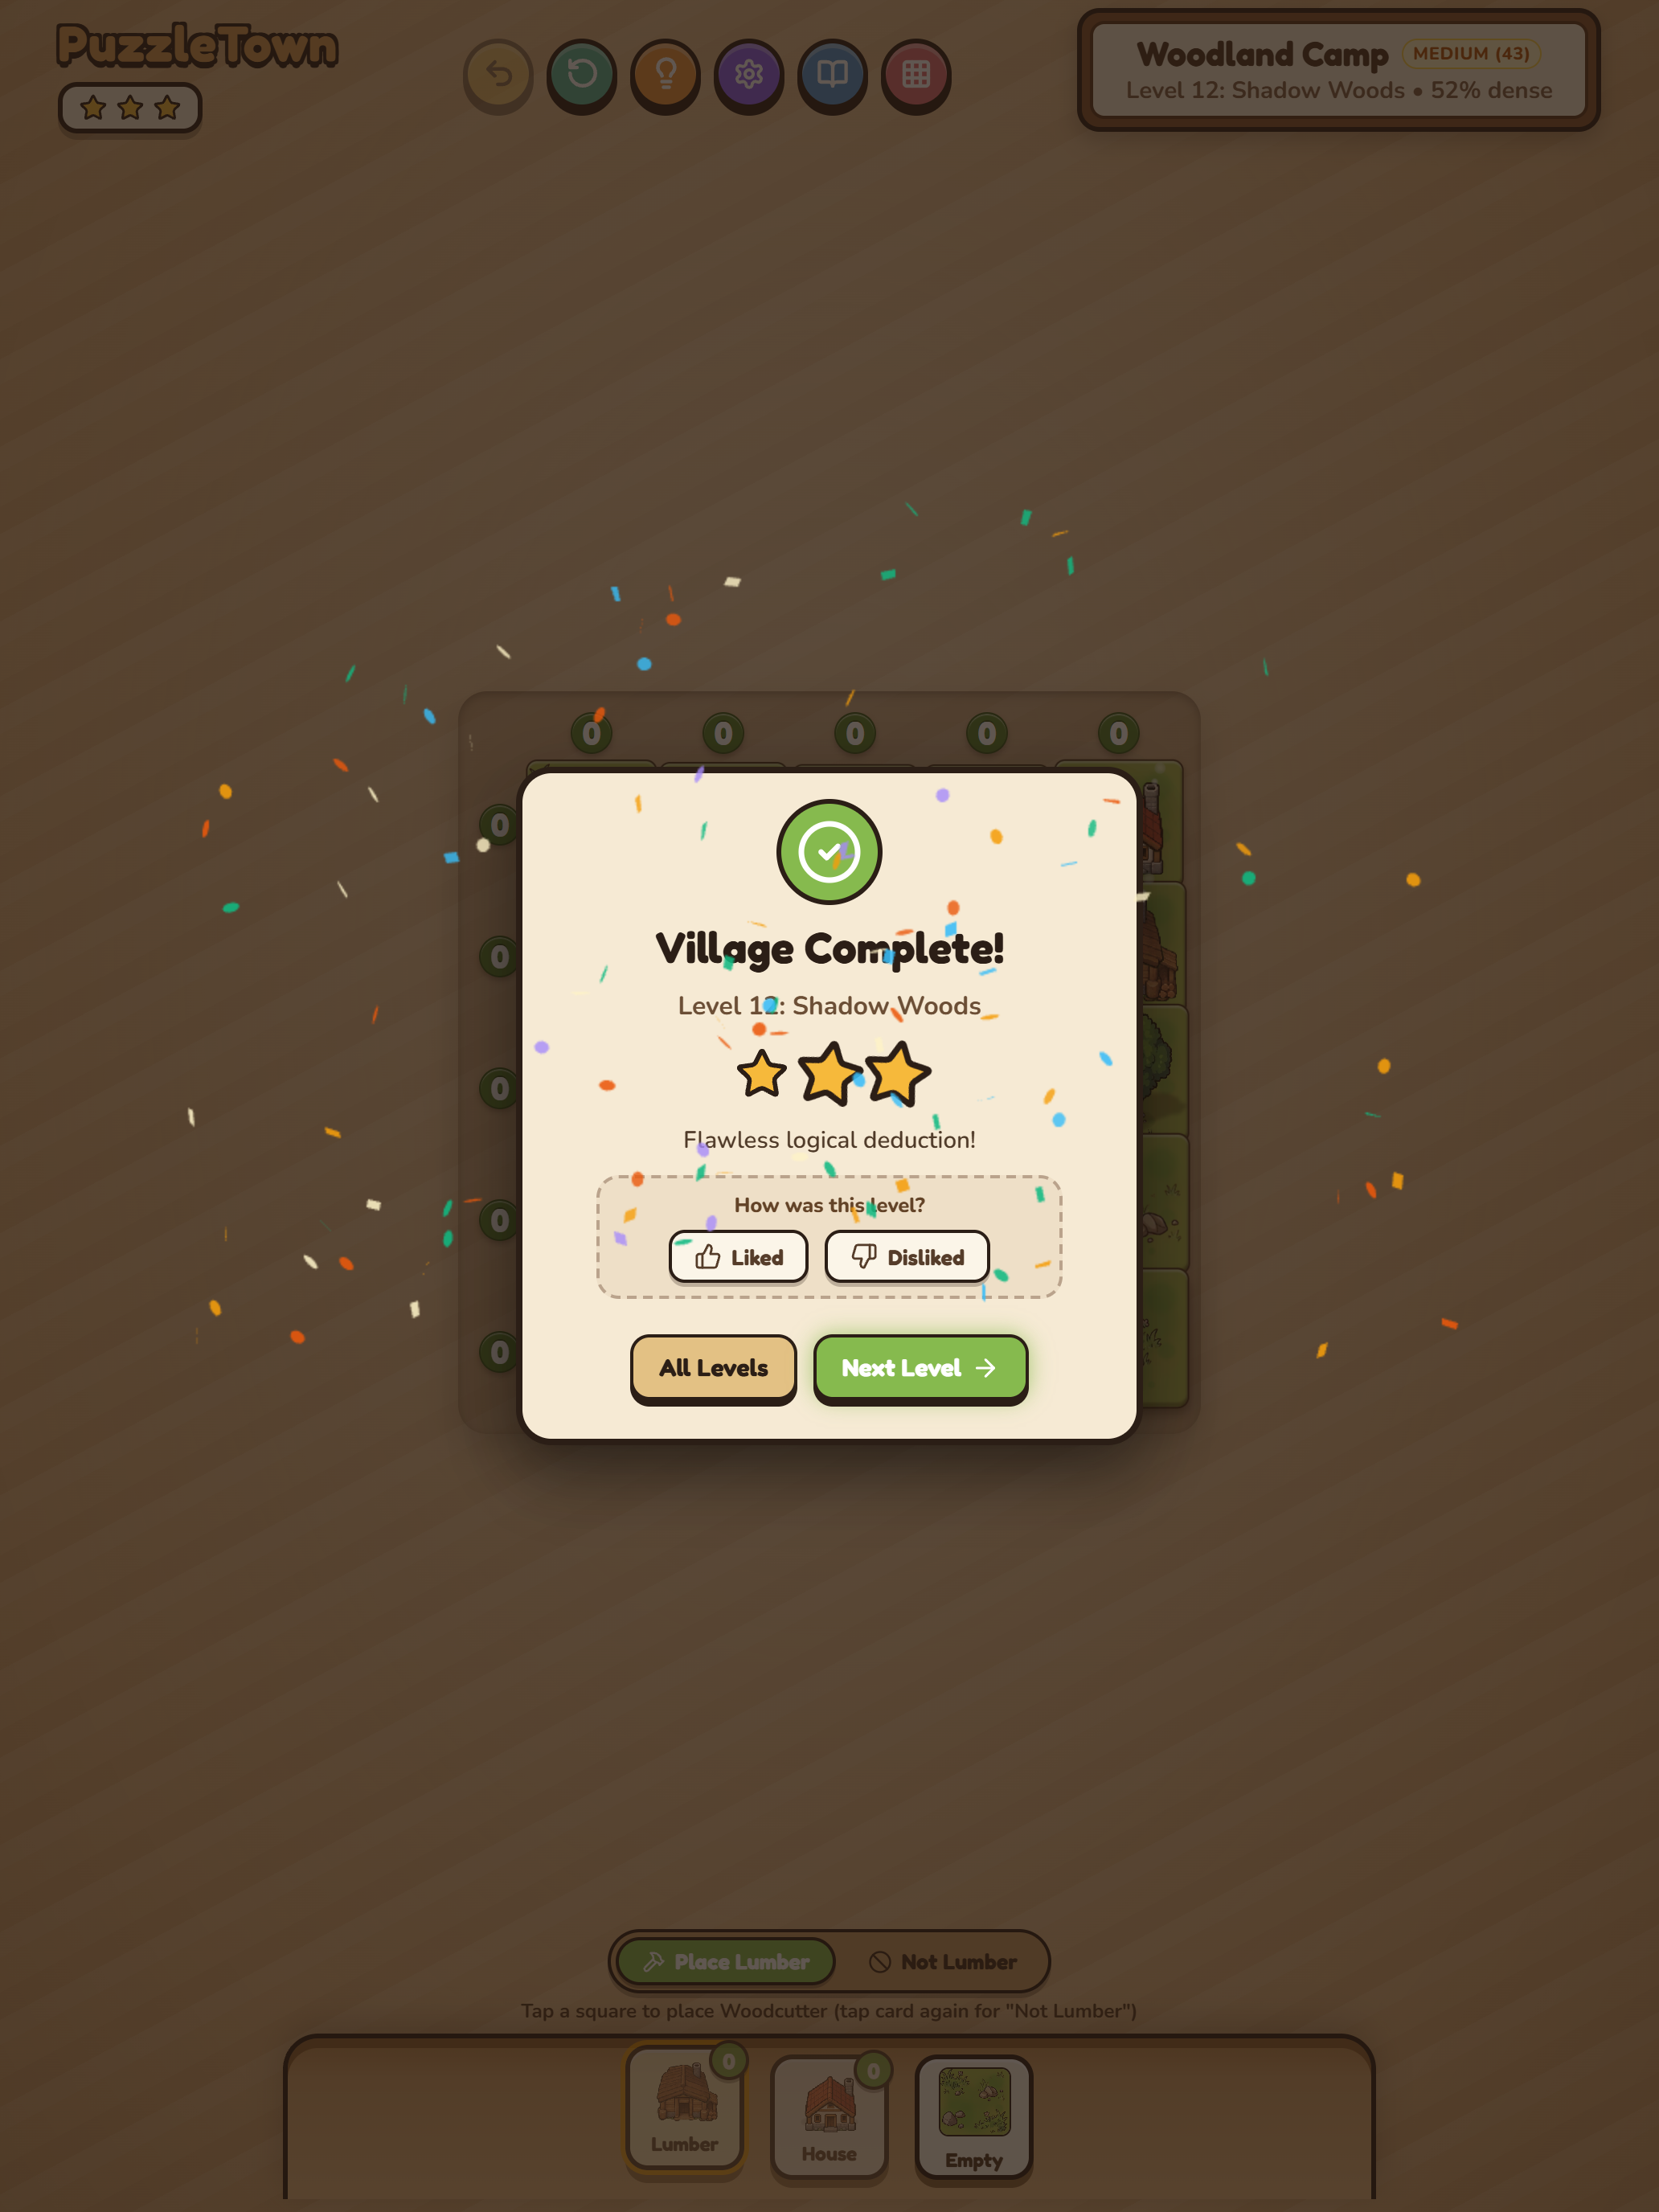 PuzzleTown
Woodland Camp MEDIUM (43)
Level 12: Shadow Woods • 52% dense
0 0 0 0 0
0
0
0
0
0
Village Complete!
Level 12: Shadow Woods
Flawless logical deduction!
How was this level?
Liked Disliked
All Levels Next Level
Place Lumber Not Lumber
Tap a square to place Woodcutter (tap card again for "Not Lumber")
0 0
Lumber House Empty